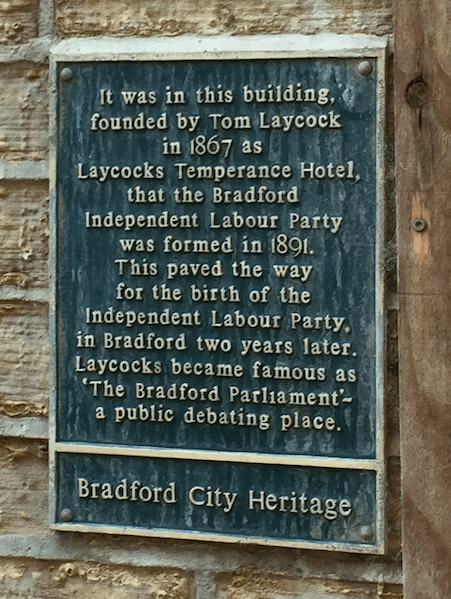 It was in this building,
founded by Tom Laycock
in 1867 as
Laycocks Temperance Hotel,
that the Bradford
Independent Labour Party
was formed in 1891.
This paved the way
for the birth of the
Independent Labour Party,
in Bradford two years later.
Laycocks became famous as
'The Bradford Parliament'-
a public debating place.
Bradford City Heritage